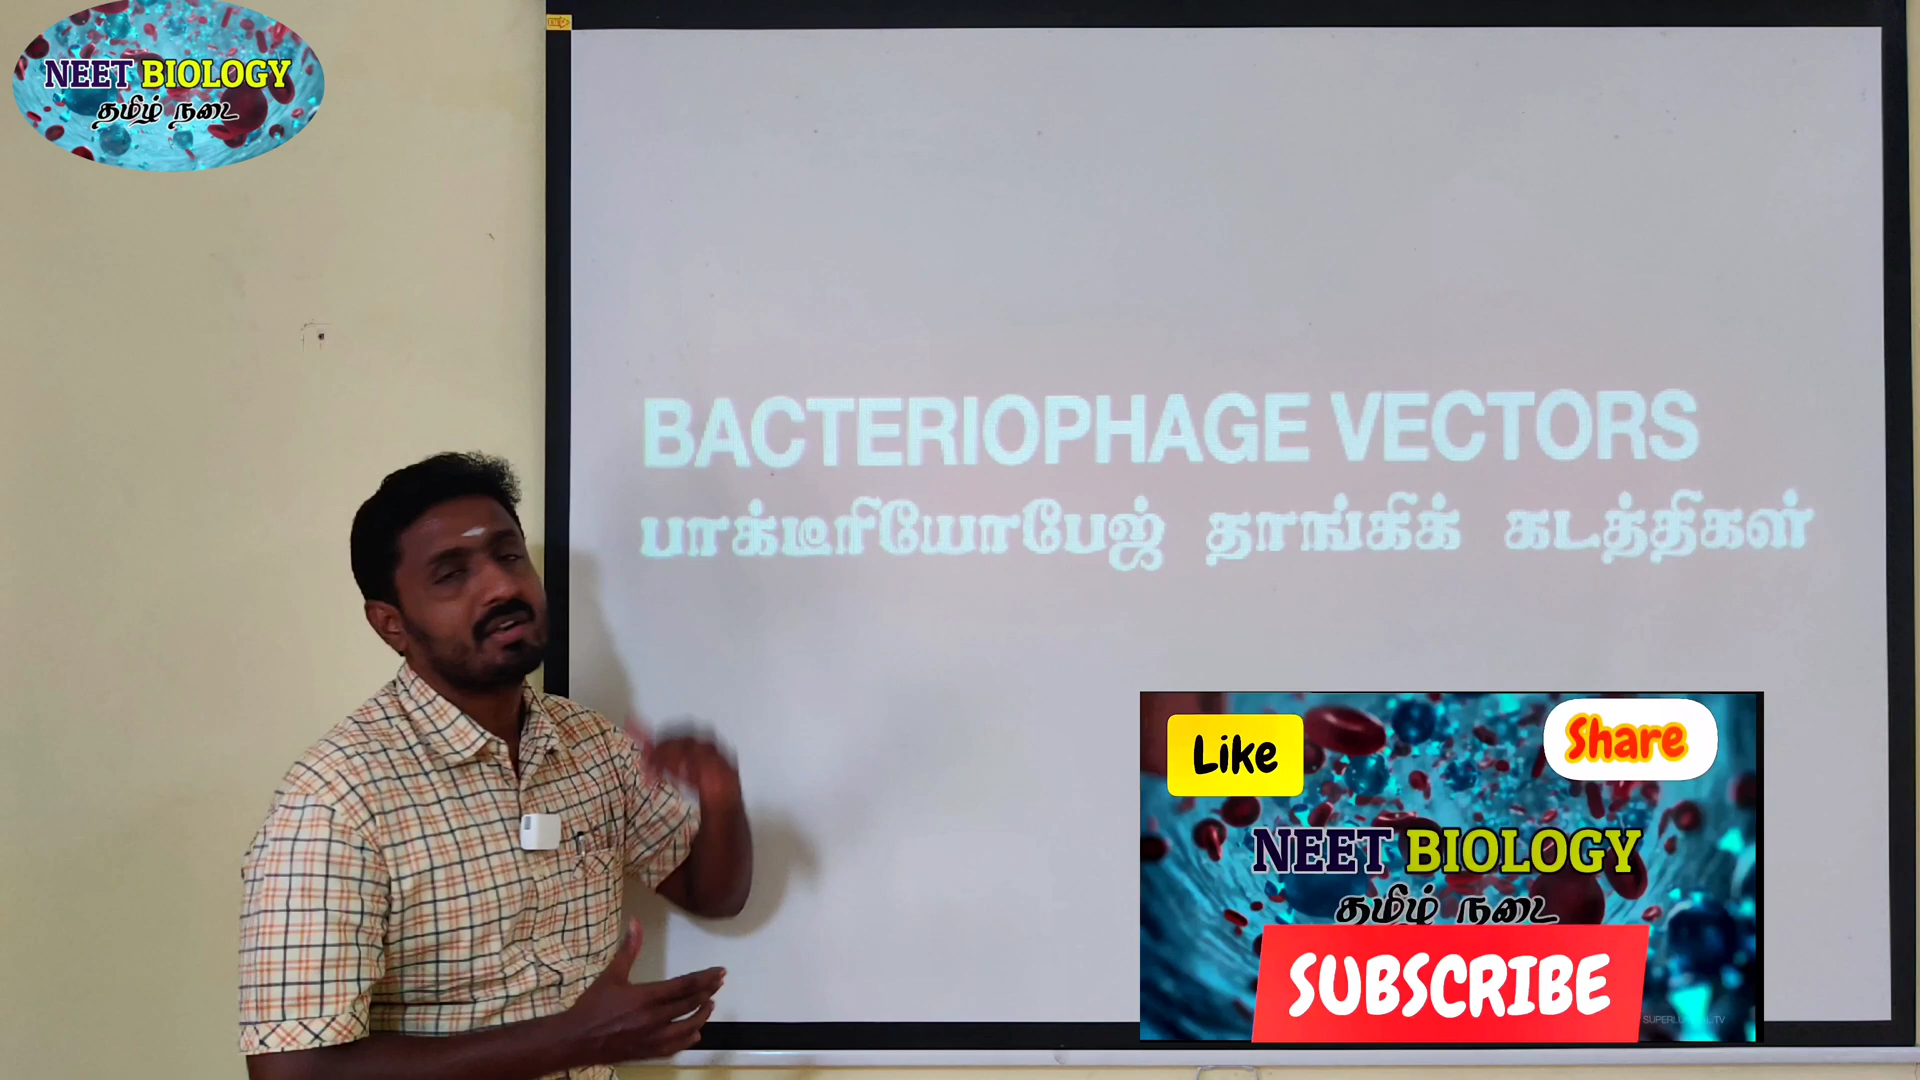 NEET BIOLOGY
தமிழ் நடை
BACTERIOPHAGE VECTORS
பாக்டீரியோபேஜ் தாங்கிக் கடத்திகள்
Like
Share
NEET BIOLOGY
தமிழ் நடை
SUBSCRIBE